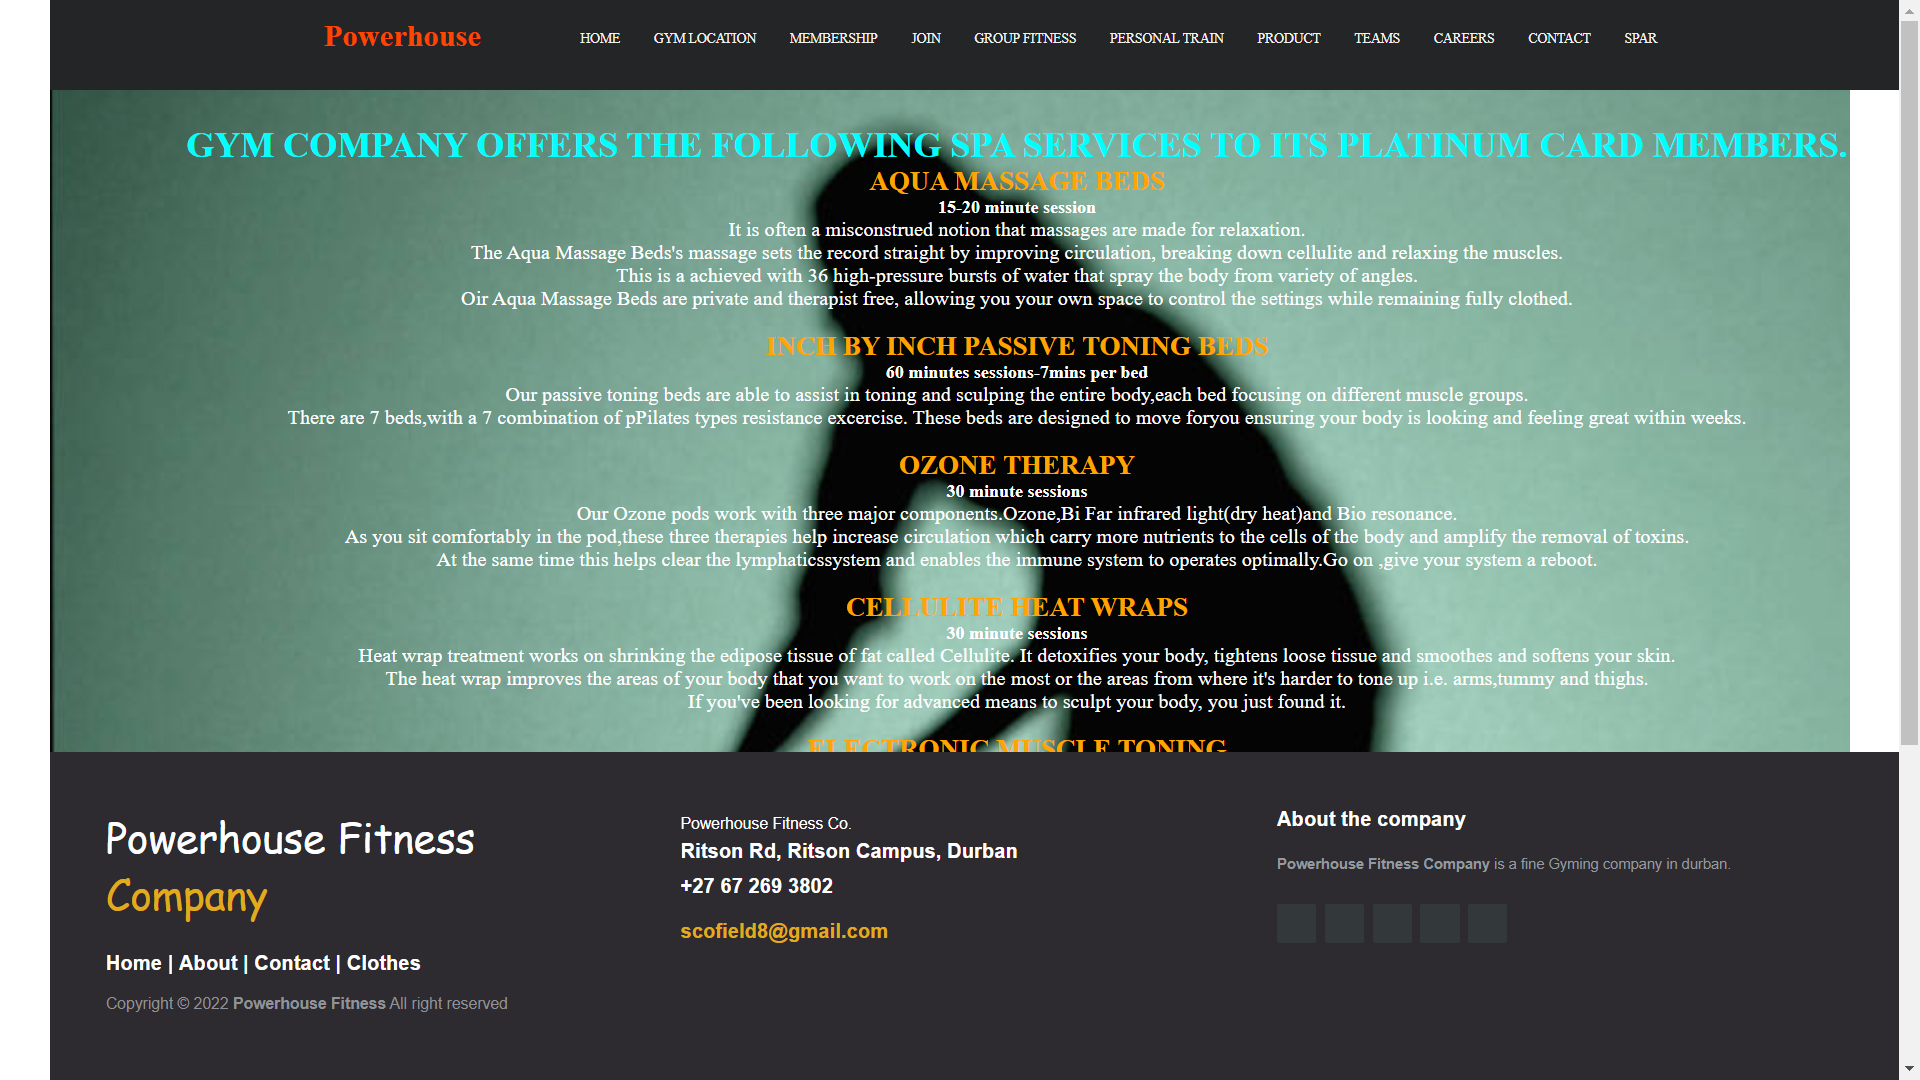 Powerhouse
HOME GYM LOCATION MEMBERSHIP JOIN GROUP FITNESS PERSONAL TRAIN PRODUCT TEAMS CAREERS CONTACT SPAR
GYM COMPANY OFFERS THE FOLLOWING SPA SERVICES TO ITS PLATINUM CARD MEMBERS.
AQUA MASSAGE BEDS
15-20 minute session
It is often a misconstrued notion that massages are made for relaxation.
The Aqua Massage Beds's massage sets the record straight by improving circulation, breaking down cellulite and relaxing the muscles.
This is a achieved with 36 high-pressure bursts of water that spray the body from variety of angles.
Oir Aqua Massage Beds are private and therapist free, allowing you your own space to control the settings while remaining fully clothed.
INCH BY INCH PASSIVE TONING BEDS
60 minutes sessions-7mins per bed
Our passive toning beds are able to assist in toning and sculping the entire body,each bed focusing on different muscle groups.
There are 7 beds,with a 7 combination of pPilates types resistance excercise. These beds are designed to move foryou ensuring your body is looking and feeling great within weeks.
OZONE THERAPY
30 minute sessions
Our Ozone pods work with three major components.Ozone,Bi Far infrared light(dry heat)and Bio resonance.
As you sit comfortably in the pod,these three therapies help increase circulation which carry more nutrients to the cells of the body and amplify the removal of toxins.
At the same time this helps clear the lymphaticssystem and enables the immune system to operates optimally.Go on ,give your system a reboot.
CELLULITE HEAT WRAPS
30 minute sessions
Heat wrap treatment works on shrinking the edipose tissue of fat called Cellulite. It detoxifies your body, tightens loose tissue and smoothes and softens your skin.
The heat wrap improves the areas of your body that you want to work on the most or the areas from where it's harder to tone up i.e. arms,tummy and thighs.
If you've been looking for advanced means to sculpt your body, you just found it.
ELECTRONIC MUSCLE TONING
Powerhouse Fitness
Company
Home | About | Contact | Clothes
Copyright © 2022 Powerhouse Fitness All right reserved
Powerhouse Fitness Co.
Ritson Rd, Ritson Campus, Durban
+27 67 269 3802
scofield8@gmail.com
About the company
Powerhouse Fitness Company is a fine Gyming company in durban.